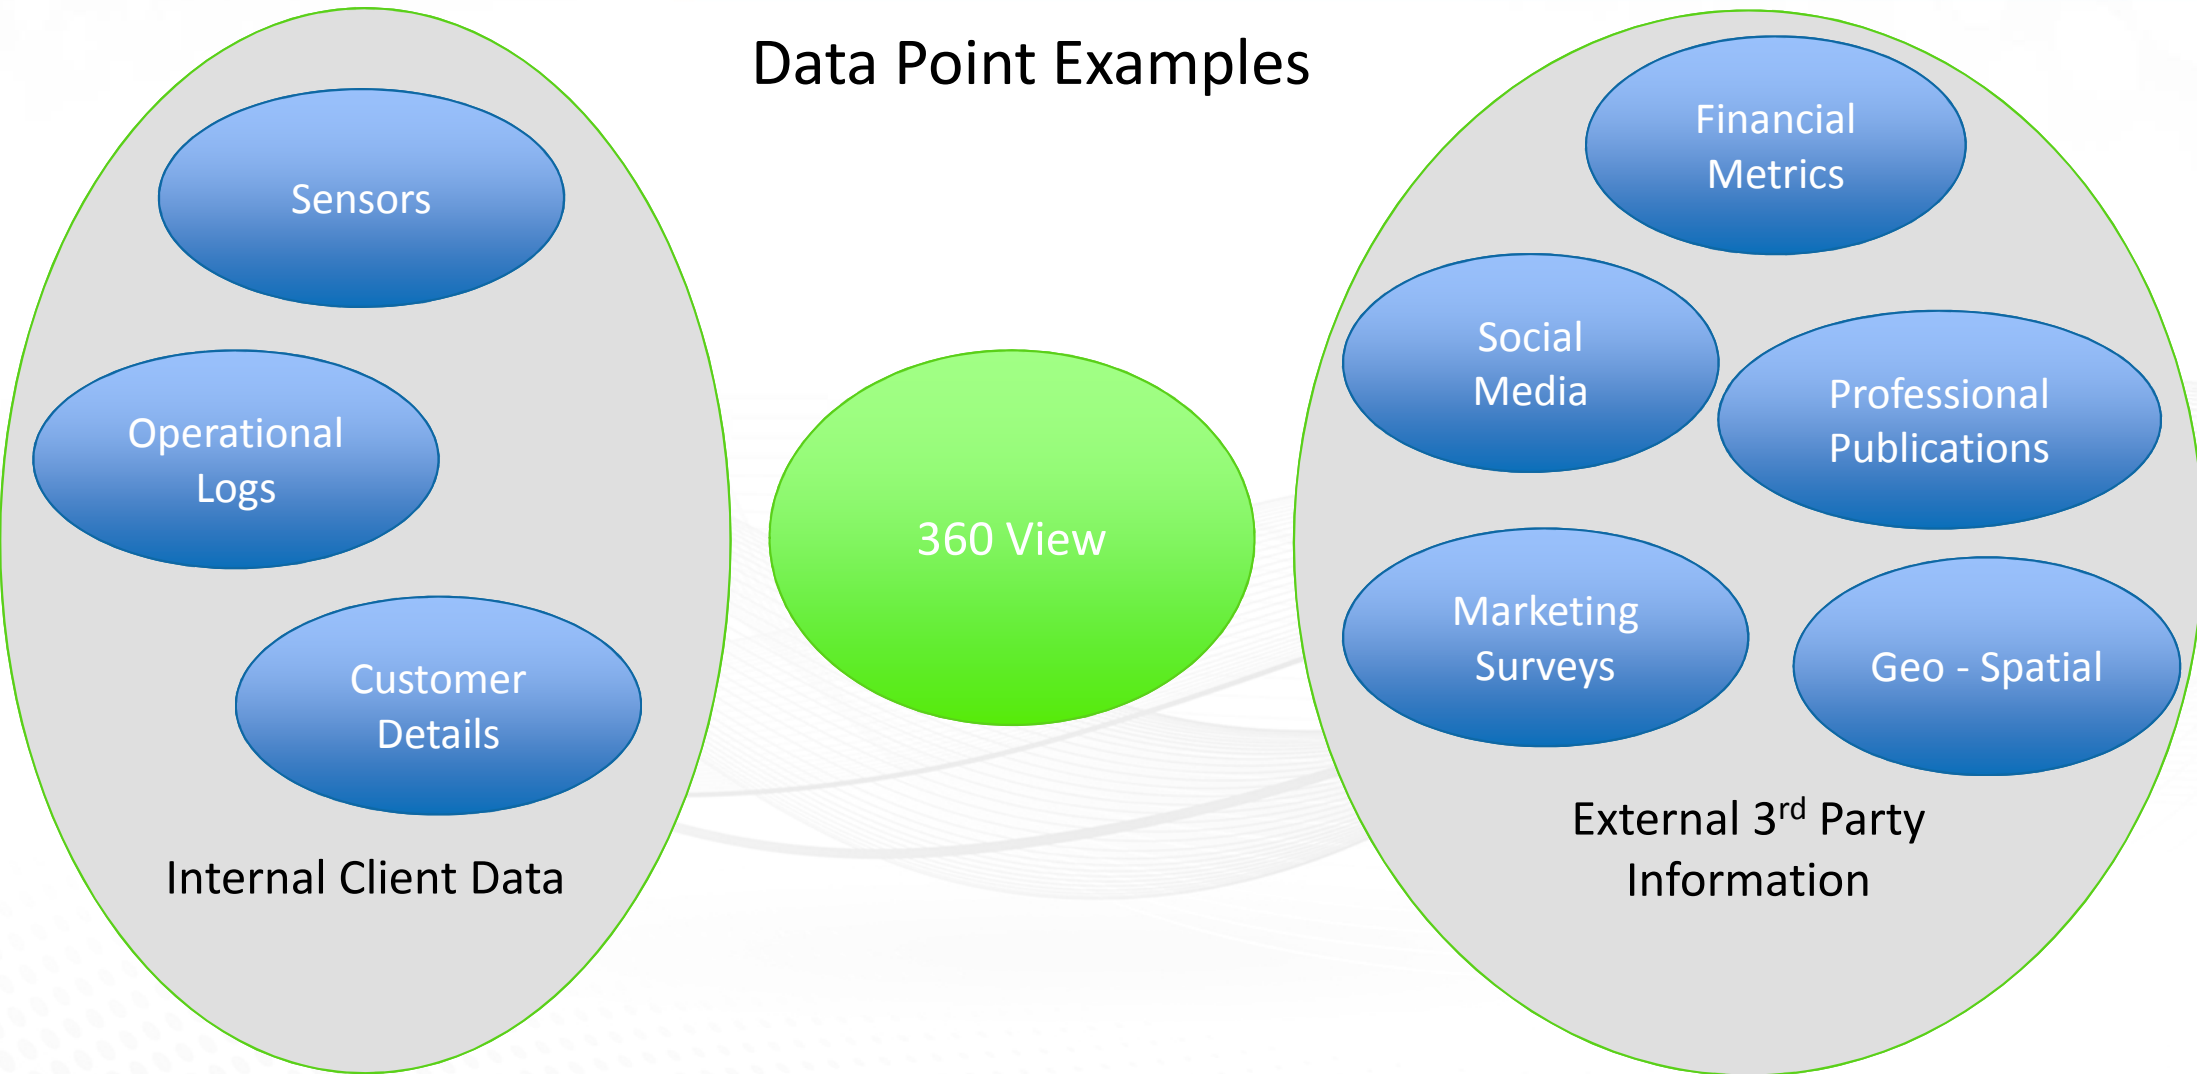 Data Point Examples
Sensors
Operational
Logs
Customer
Details
Internal Client Data
360 View
Financial
Metrics
Social
Media
Professional
Publications
Marketing
Surveys
Geo - Spatial
External 3rd Party
Information